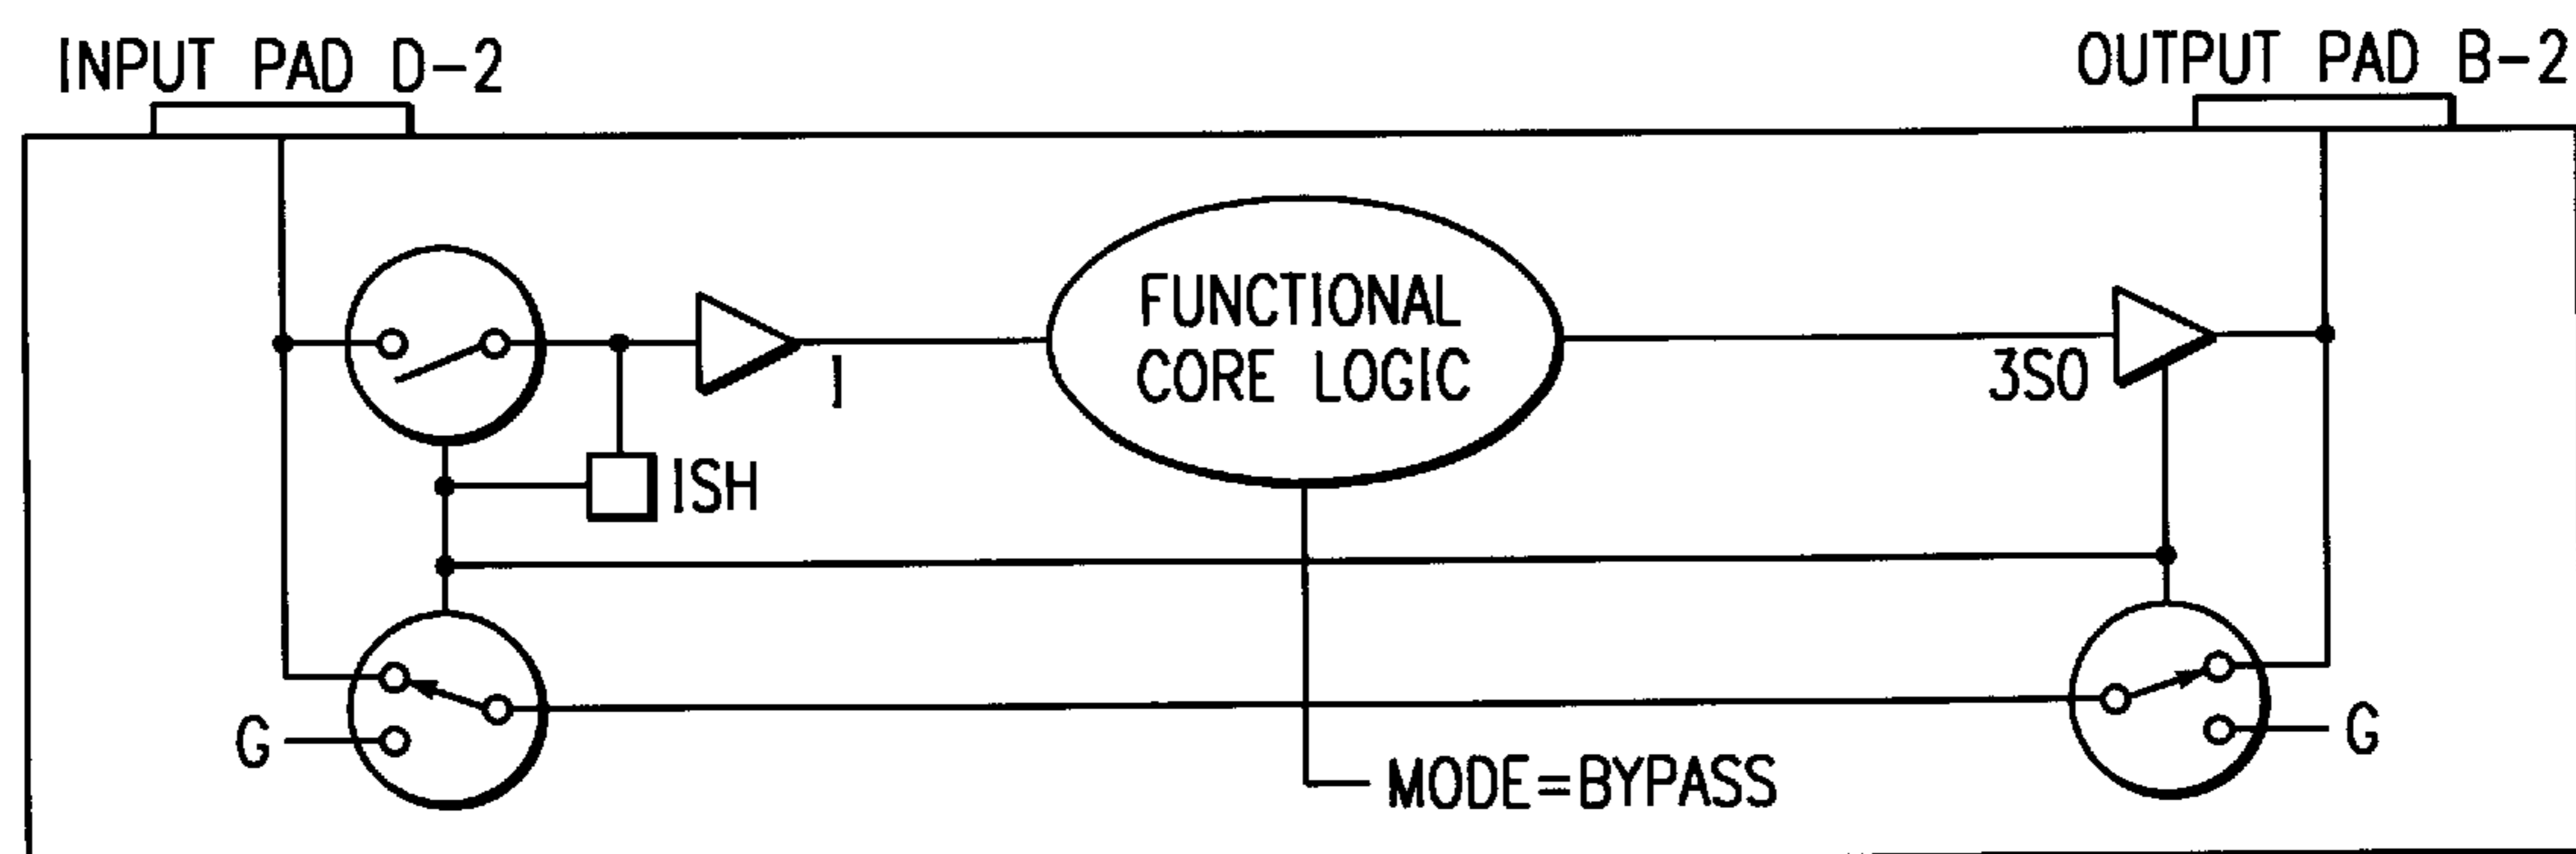 INPUT PAD D-2
OUTPUT PAD B-2
FUNCTIONAL
CORE LOGIC
I
3SO
ISH
G
G
MODE=BYPASS